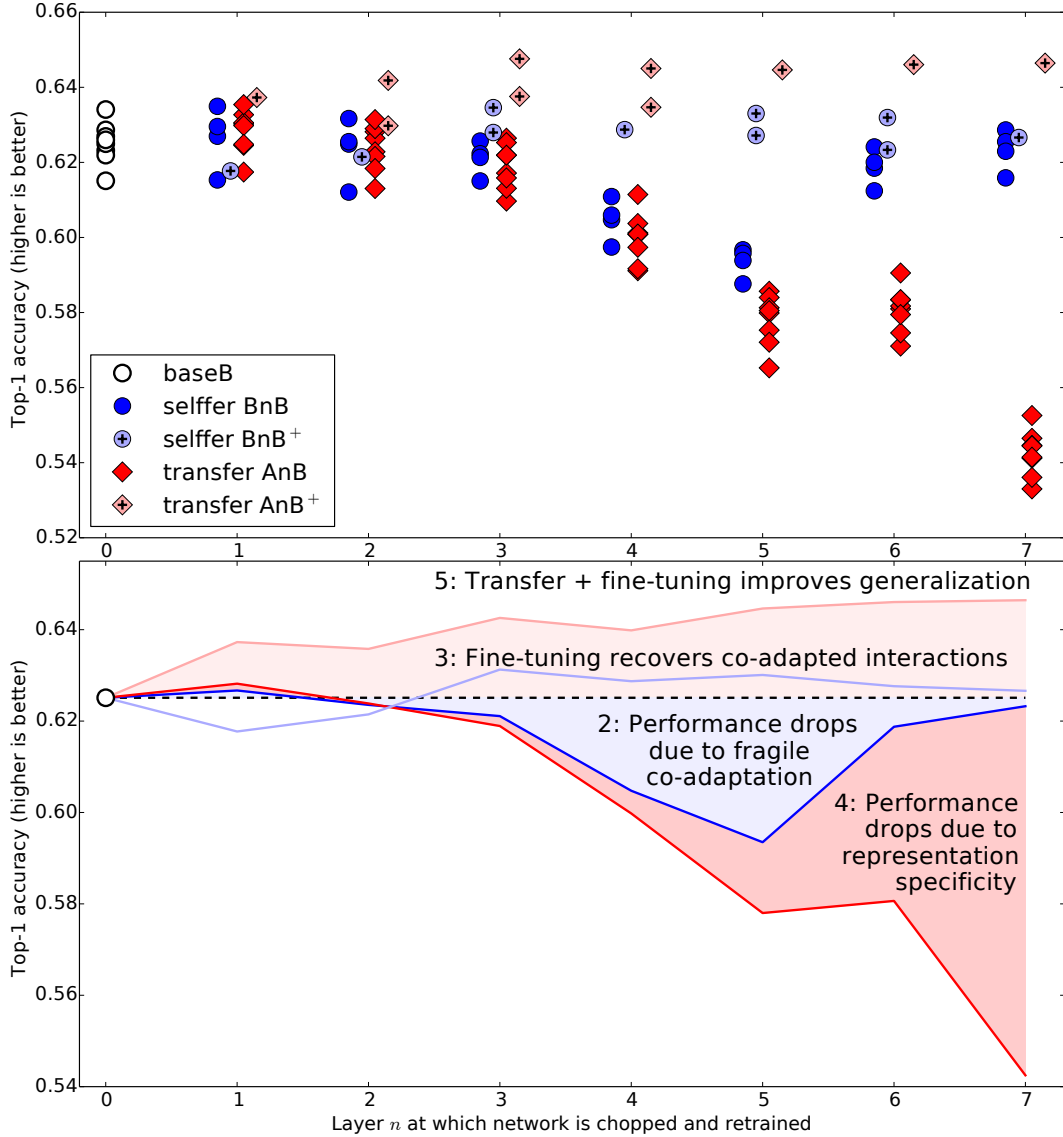 0.66
0.64
0.62
0.60
0.58
0.56
0.54
0.52
Top-1 accuracy (higher is better)
baseB
selffer BnB
selffer BnB+
transfer AnB
transfer AnB+
0 1 2 3 4 5 6 7
5: Transfer + fine-tuning improves generalization
3: Fine-tuning recovers co-adapted interactions
2: Performance drops
due to fragile
co-adaptation
4: Performance
drops due to
representation
specificity
0.64
0.62
0.60
0.58
0.56
0.54
Top-1 accuracy (higher is better)
0 1 2 3 4 5 6 7
Layer n at which network is chopped and retrained